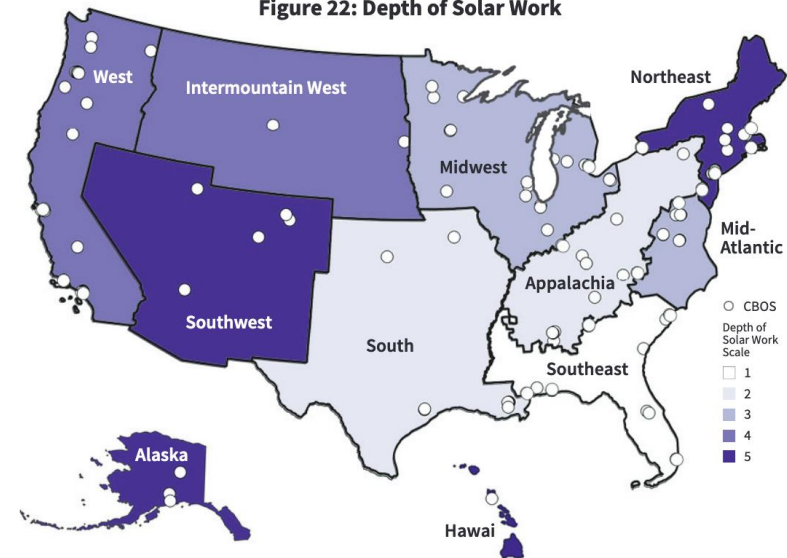 Figure 22: Depth of Solar Work
Northeast
West
Intermountain West
Midwest
Mid-
Atlantic
Appalachia
CBOS
Southwest
Depth of
Solar Work
Scale
South
Southeast
1
2
3
4
5
Alaska
Hawai